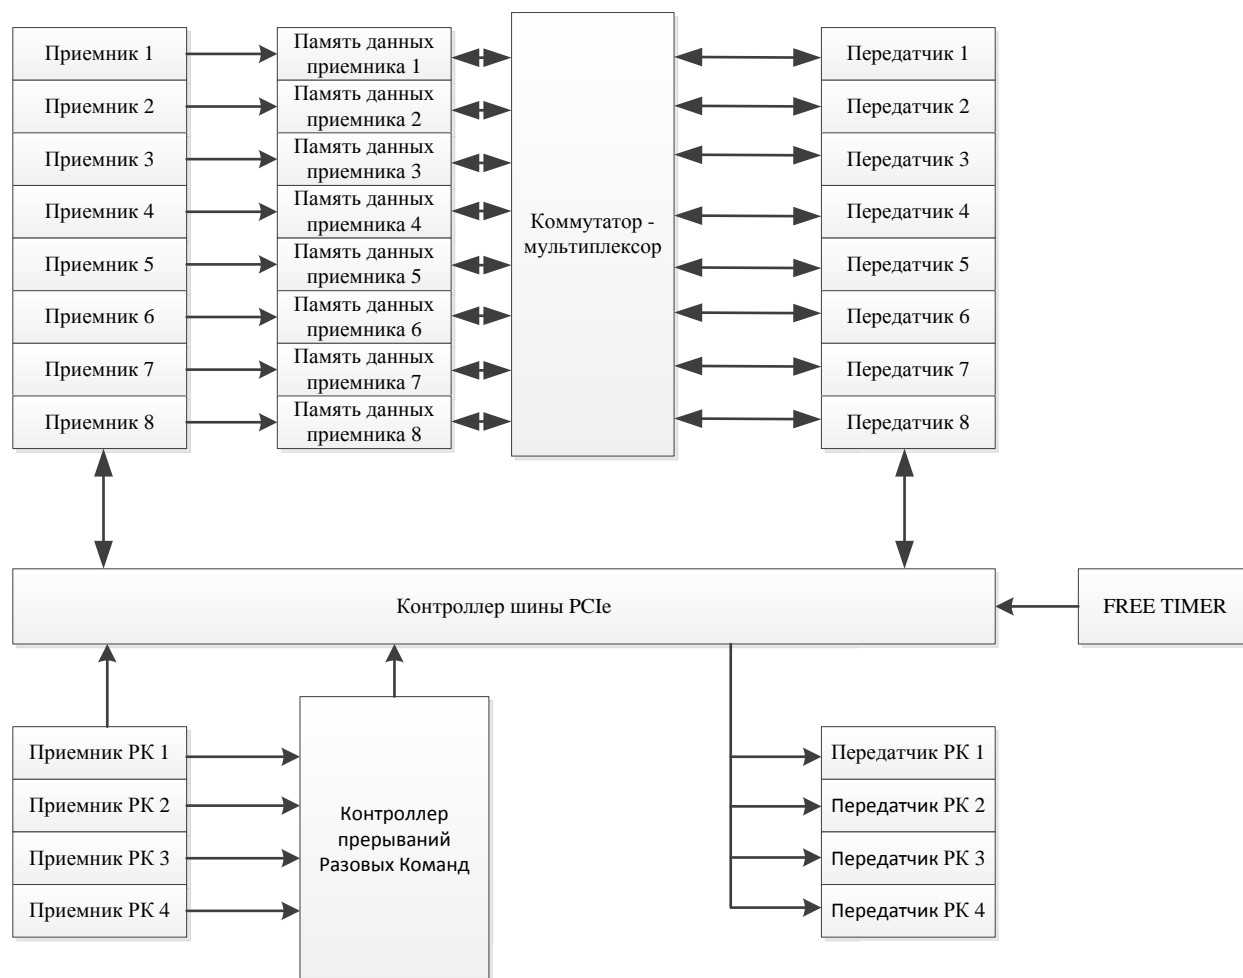 Приемник 1
Приемник 2
Приемник 3
Приемник 4
Приемник 5
Приемник 6
Приемник 7
Приемник 8
Память данных
приемника 1
Память данных
приемника 2
Память данных
приемника 3
Память данных
приемника 4
Память данных
приемника 5
Память данных
приемника 6
Память данных
приемника 7
Память данных
приемника 8
Коммутатор -
мультиплексор
Передатчик 1
Передатчик 2
Передатчик 3
Передатчик 4
Передатчик 5
Передатчик 6
Передатчик 7
Передатчик 8
Контроллер шины PCIe
FREE TIMER
Приемник РК 1
Приемник РК 2
Приемник РК 3
Приемник РК 4
Контроллер
прерываний
Разовых Команд
Передатчик РК 1
Передатчик РК 2
Передатчик РК 3
Передатчик РК 4